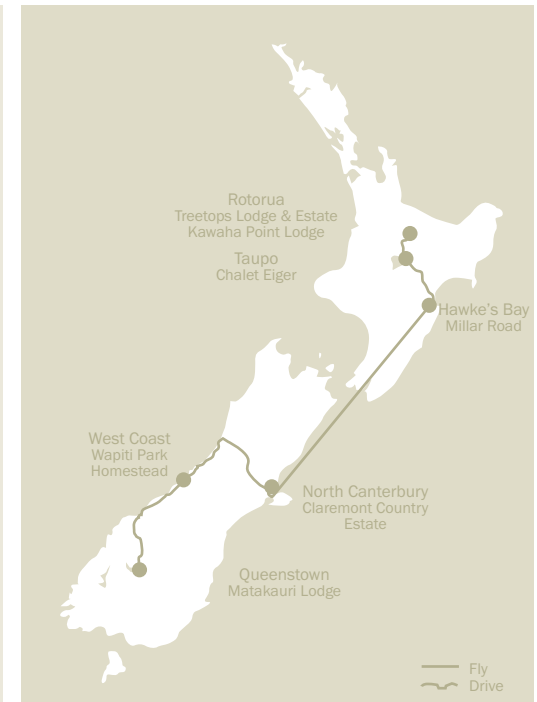 Rotorua
Treetops Lodge & Estate
Kawaha Point Lodge
Taupo
Chalet Eiger
Hawke's Bay
Millar Road
West Coast
Wapiti Park
Homestead
North Canterbury
Claremont Country
Estate
Queenstown
Matakauri Lodge
Fly
Drive